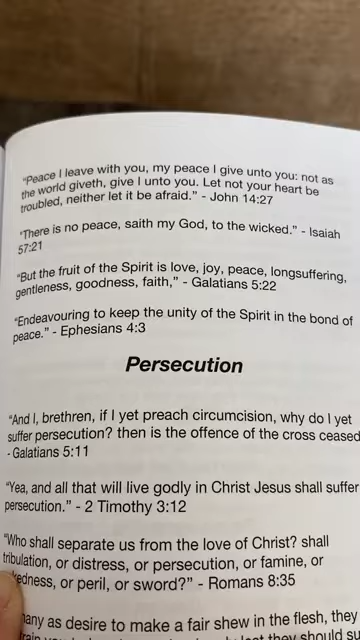 “Peace I leave with you, my peace I give unto you: not as
the world giveth, give I unto you. Let not your heart be
troubled, neither let it be afraid.” - John 14:27
“There is no peace, saith my God, to the wicked.” - Isaiah
57:21
“But the fruit of the Spirit is love, joy, peace, longsuffering,
gentleness, goodness, faith,” - Galatians 5:22
“Endeavouring to keep the unity of the Spirit in the bond of
peace.” - Ephesians 4:3
Persecution
“And I, brethren, if I yet preach circumcision, why do I yet
suffer persecution? then is the offence of the cross ceased
- Galatians 5:11
“Yea, and all that will live godly in Christ Jesus shall suffer
persecution.” - 2 Timothy 3:12
“Who shall separate us from the love of Christ? shall
tribulation, or distress, or persecution, or famine, or
or peril, or sword?” - Romans 8:35
many as desire to make a fair shew in the flesh, they
they should